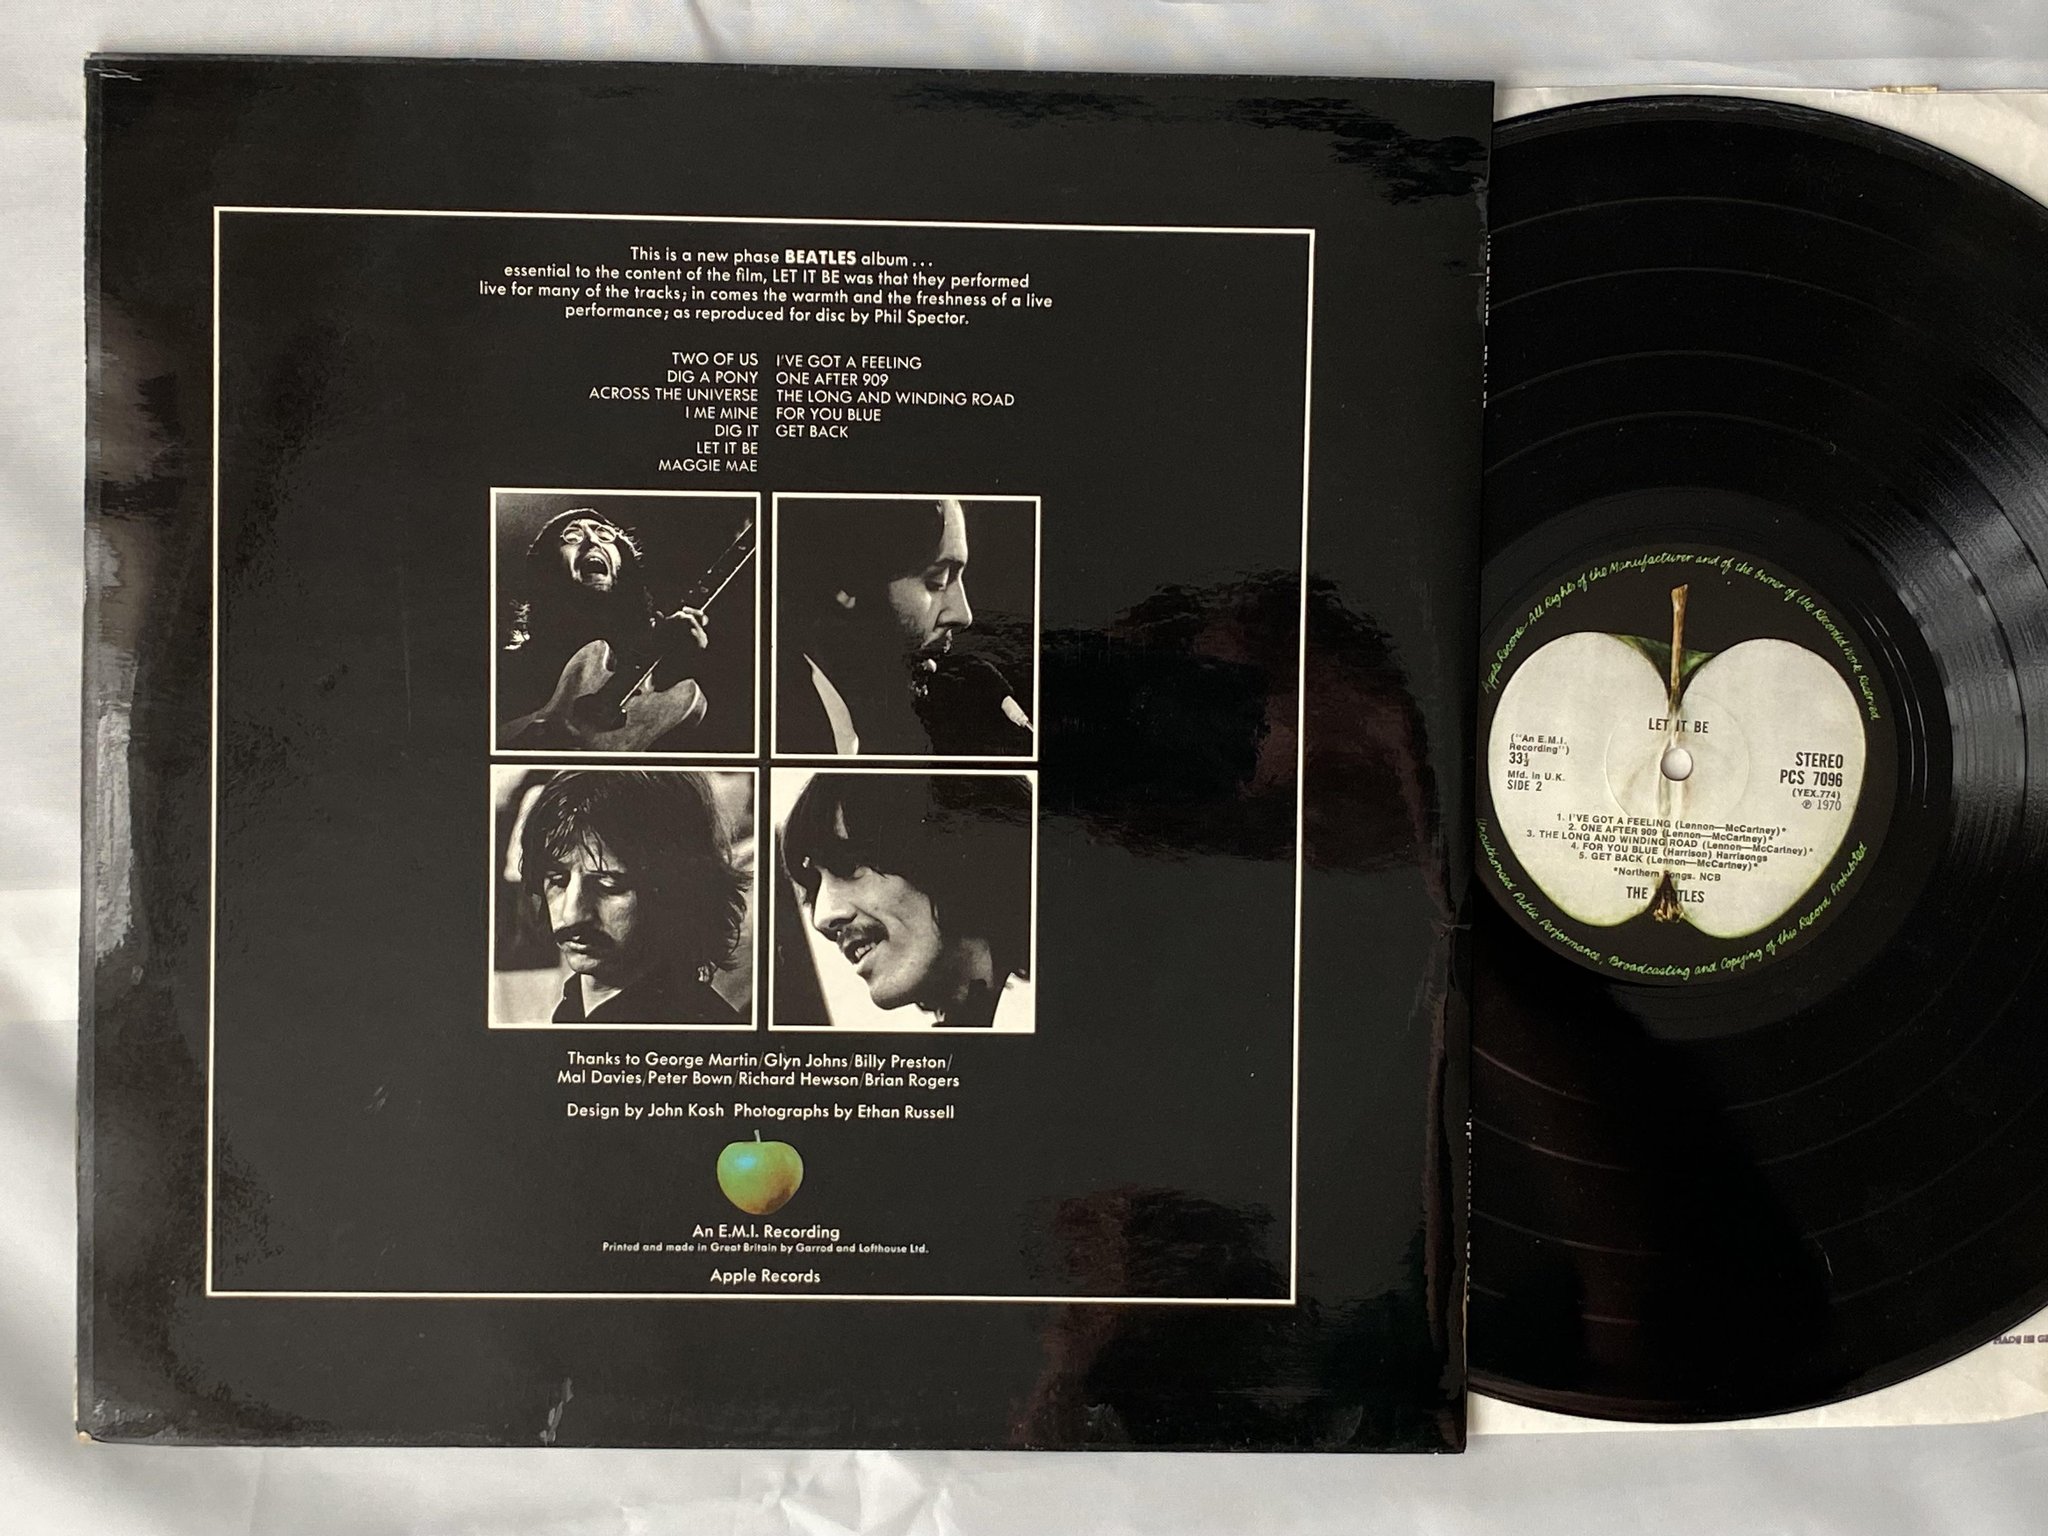 This is a new phase BEATLES album...
essential to the content of the film, LET IT BE was that they performed
live for many of the tracks; in comes the warmth and the freshness of a live
performance; as reproduced for disc by Phil Spector.
TWO OF US
DIG A PONY
ACROSS THE UNIVERSE
I ME MINE
DIG IT
LET IT BE
MAGGIE MAE
I'VE GOT A FEELING
ONE AFTER 909
THE LONG AND WINDING ROAD
FOR YOU BLUE
GET BACK
Thanks to George Martin/Glyn Johns/Billy Preston/
Mal Davies/Peter Bown/Richard Hewson/Brian Rogers
Design by John Kosh Photographs by Ethan Russell
An E.M.I. Recording
Printed and made in Great Britain by Garrod and Lofthouse Ltd.
Apple Records
Apple Records All Rights of the Manufacturer and of the Owner of the Recorded Work Reserved
LET IT BE
("An E.M.I.
Recording")
33⅓
Mfd. in U.K.
SIDE 2
STEREO
PCS 7096
(YEX.774)
℗ 1970
1. I'VE GOT A FEELING (Lennon—McCartney)*
2. ONE AFTER 909 (Lennon—McCartney)*
3. THE LONG AND WINDING ROAD (Lennon—McCartney)*
4. FOR YOU BLUE (Harrison) Harrisongs
5. GET BACK (Lennon—McCartney)*
*Northern Songs. NCB
THE BEATLES
Unauthorised Public Performance, Broadcasting and Copying of this Record Prohibited
MADE IN